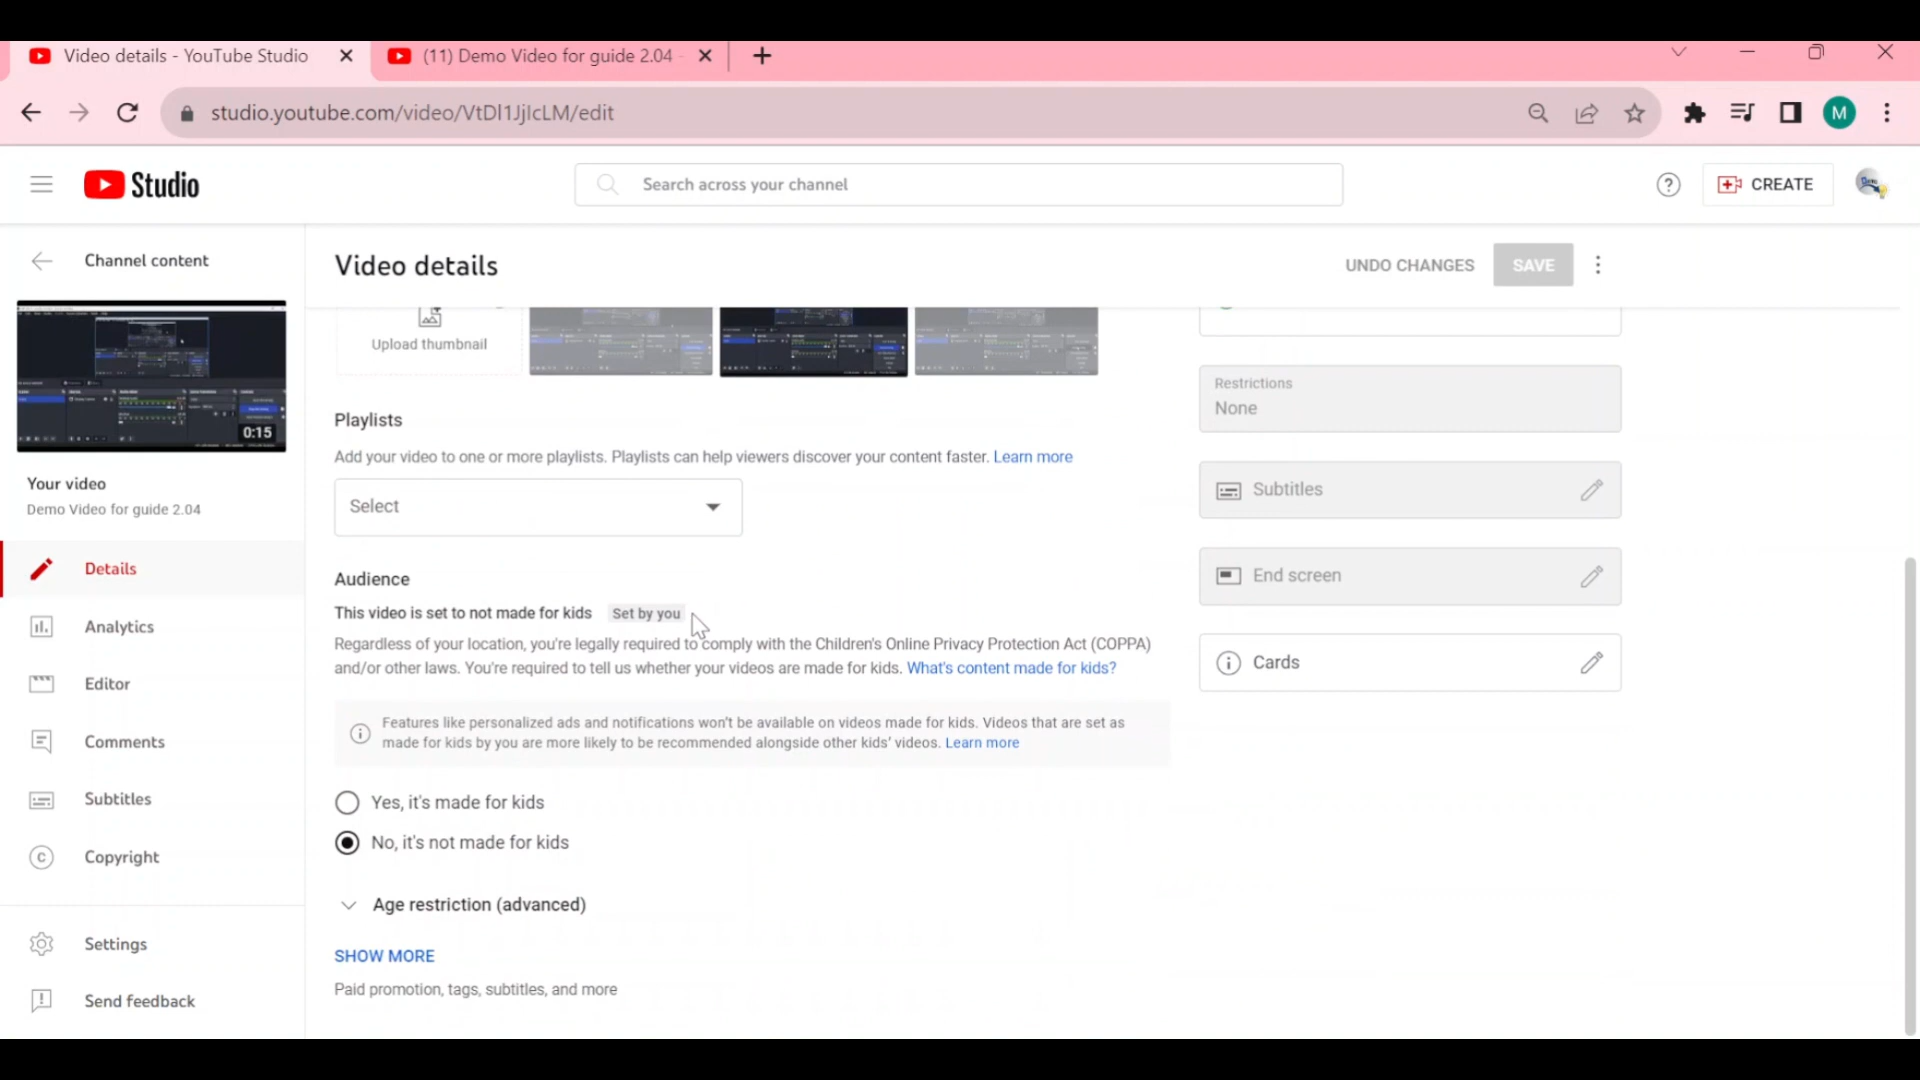 Video details - YouTube Studio
(11) Demo Video for guide 2.04 -
studio.youtube.com/video/VtDl1JjIcLM/edit
M
Studio
Search across your channel
CREATE
Channel content
Video details
UNDO CHANGES
SAVE
Upload thumbnail
0:15
Your video
Demo Video for guide 2.04
Details
Analytics
Editor
Comments
Subtitles
Copyright
Settings
Send feedback
Playlists
Add your video to one or more playlists. Playlists can help viewers discover your content faster. Learn more
Select
Audience
This video is set to not made for kids Set by you
Regardless of your location, you're legally required to comply with the Children's Online Privacy Protection Act (COPPA)
and/or other laws. You're required to tell us whether your videos are made for kids. What's content made for kids?
Features like personalized ads and notifications won't be available on videos made for kids. Videos that are set as
made for kids by you are more likely to be recommended alongside other kids' videos. Learn more
Yes, it's made for kids
No, it's not made for kids
Age restriction (advanced)
SHOW MORE
Paid promotion, tags, subtitles, and more
Restrictions
None
Subtitles
End screen
Cards